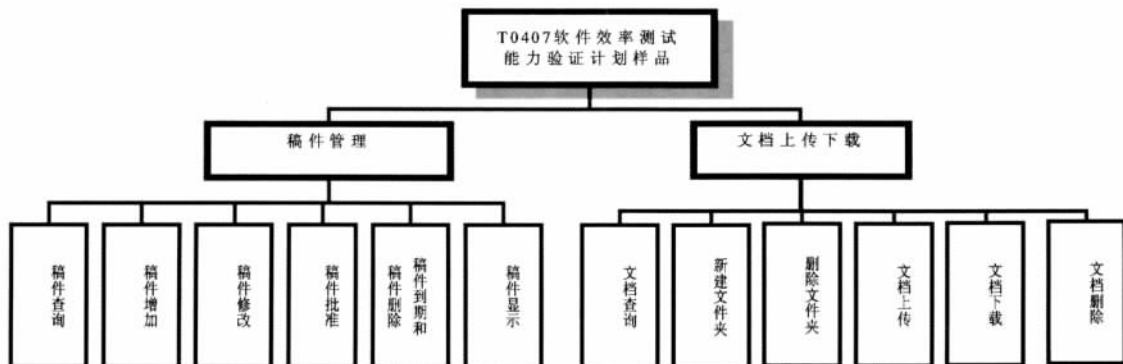 T0407软件效率测试
能力验证计划样品
稿件管理
文档上传下载
稿件查询
稿件增加
稿件修改
稿件批准
稿件到期和
稿件删除
稿件显示
文档查询
新建文件夹
删除文件夹
文档上传
文档下载
文档删除